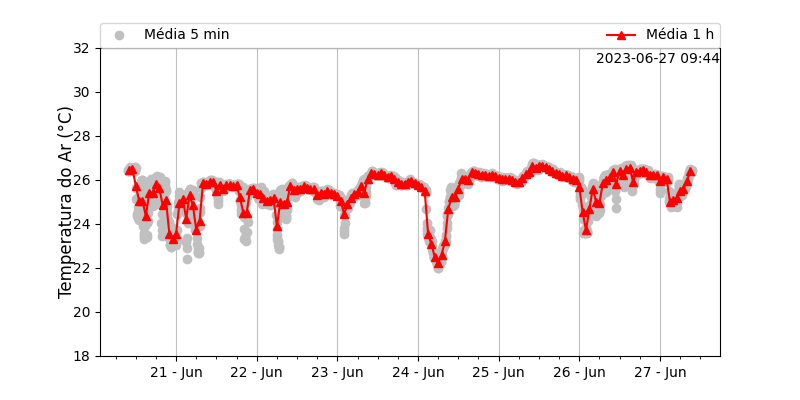 Média 5 min
Média 1 h
2023-06-27 09:44
Temperatura do Ar (°C)
32
30
28
26
24
22
20
18
21 - Jun
22 - Jun
23 - Jun
24 - Jun
25 - Jun
26 - Jun
27 - Jun